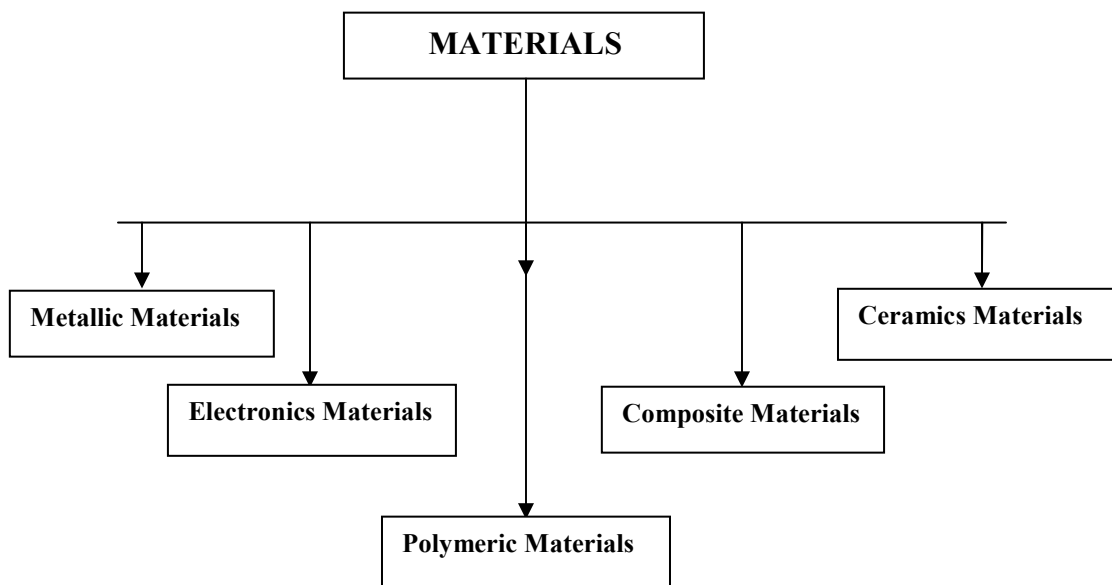 MATERIALS
Metallic Materials
Ceramics Materials
Electronics Materials
Composite Materials
Polymeric Materials